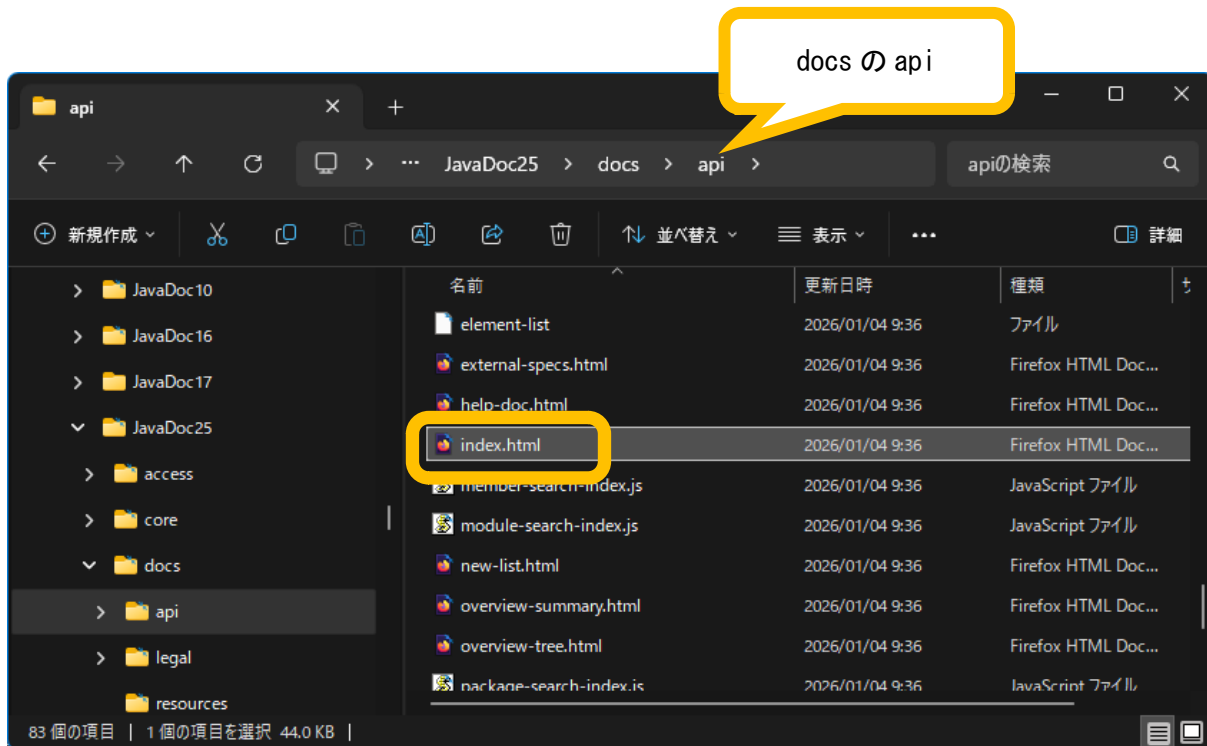 docs の api
api
JavaDoc25 > docs > api >
apiの検索
新規作成
並べ替え
表示
詳細
JavaDoc10
JavaDoc16
JavaDoc17
JavaDoc25
access
core
docs
api
legal
resources
名前 更新日時 種類
element-list 2026/01/04 9:36 ファイル
external-specs.html 2026/01/04 9:36 Firefox HTML Doc...
help-doc.html 2026/01/04 9:36 Firefox HTML Doc...
index.html 2026/01/04 9:36 Firefox HTML Doc...
member-search-index.js 2026/01/04 9:36 JavaScript ファイル
module-search-index.js 2026/01/04 9:36 JavaScript ファイル
new-list.html 2026/01/04 9:36 Firefox HTML Doc...
overview-summary.html 2026/01/04 9:36 Firefox HTML Doc...
overview-tree.html 2026/01/04 9:36 Firefox HTML Doc...
package-search-index.js 2026/01/04 9:36 JavaScript ファイル
83 個の項目 | 1 個の項目を選択 44.0 KB |